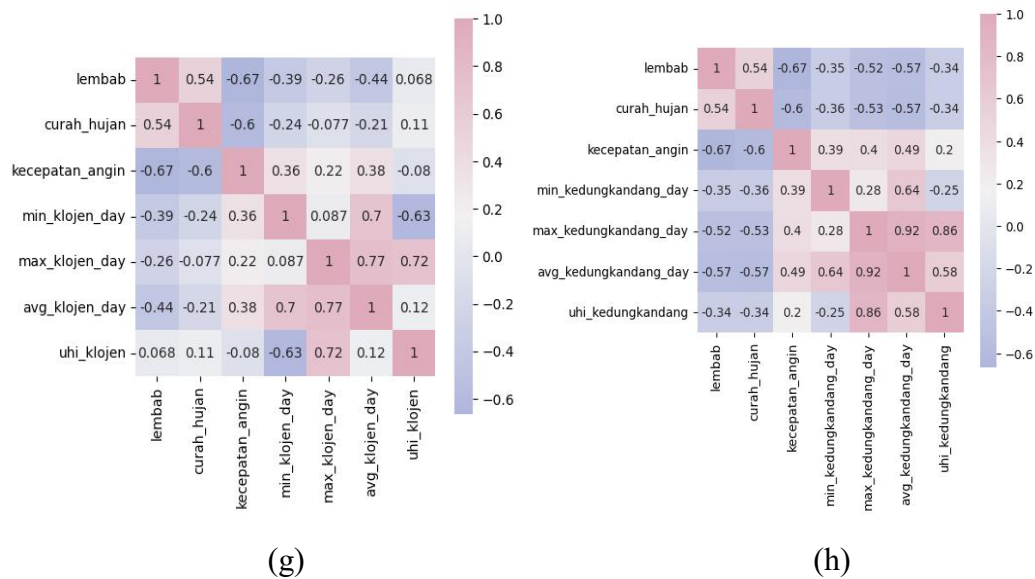 lembab 1 0.54 -0.67 -0.39 -0.26 -0.44 0.068
curah_hujan 0.54 1 -0.6 -0.24 -0.077 -0.21 0.11
kecepatan_angin -0.67 -0.6 1 0.36 0.22 0.38 -0.08
min_klojen_day -0.39 -0.24 0.36 1 0.087 0.7 -0.63
max_klojen_day -0.26 -0.077 0.22 0.087 1 0.77 0.72
avg_klojen_day -0.44 -0.21 0.38 0.7 0.77 1 0.12
uhi_klojen 0.068 0.11 -0.08 -0.63 0.72 0.12 1
lembab
curah_hujan
kecepatan_angin
min_klojen_day
max_klojen_day
avg_klojen_day
uhi_klojen
1.0
0.8
0.6
0.4
0.2
0.0
−0.2
−0.4
−0.6
(g)
lembab 1 0.54 -0.67 -0.35 -0.52 -0.57 -0.34
curah_hujan 0.54 1 -0.6 -0.36 -0.53 -0.57 -0.34
kecepatan_angin -0.67 -0.6 1 0.39 0.4 0.49 0.2
min_kedungkandang_day -0.35 -0.36 0.39 1 0.28 0.64 -0.25
max_kedungkandang_day -0.52 -0.53 0.4 0.28 1 0.92 0.86
avg_kedungkandang_day -0.57 -0.57 0.49 0.64 0.92 1 0.58
uhi_kedungkandang -0.34 -0.34 0.2 -0.25 0.86 0.58 1
lembab
curah_hujan
kecepatan_angin
min_kedungkandang_day
max_kedungkandang_day
avg_kedungkandang_day
uhi_kedungkandang
1.0
0.8
0.6
0.4
0.2
0.0
−0.2
−0.4
−0.6
(h)